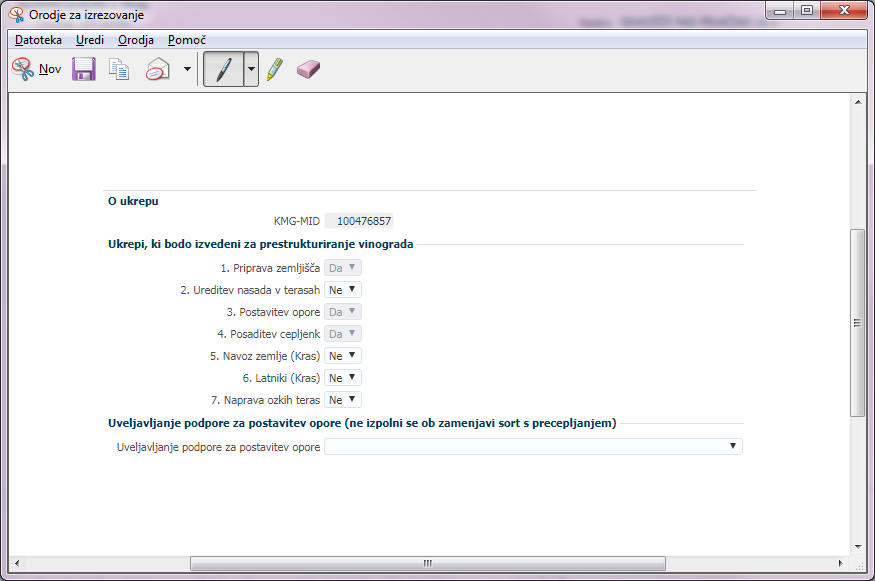 Orodje za izrezovanje
Datoteka Uredi Orodja Pomoč
Nov
O ukrepu
KMG-MID 100476857
Ukrepi, ki bodo izvedeni za prestrukturiranje vinograda
1. Priprava zemljišča Da
2. Ureditev nasada v terasah Ne
3. Postavitev opore Da
4. Posaditev cepljenk Da
5. Navoz zemlje (Kras) Ne
6. Latniki (Kras) Ne
7. Naprava ozkih teras Ne
Uveljavljanje podpore za postavitev opore (ne izpolni se ob zamenjavi sort s precepljanjem)
Uveljavljanje podpore za postavitev opore